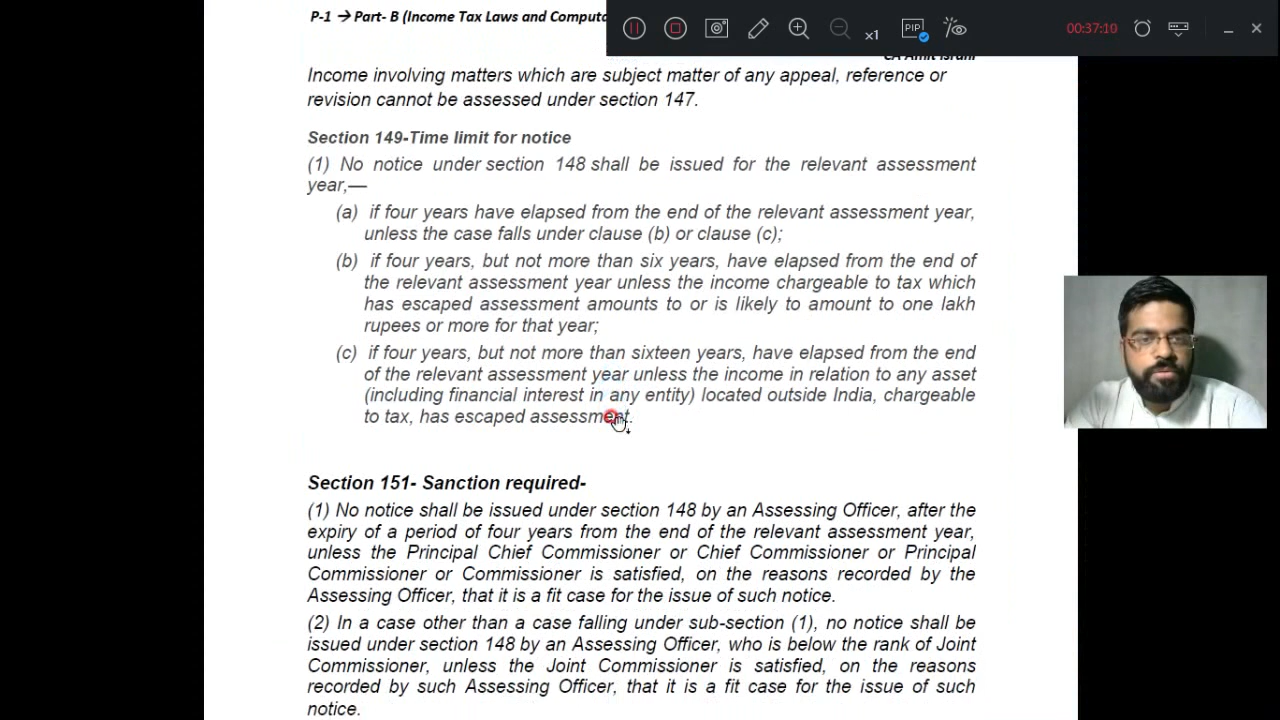 P-1 → Part- B (Income Tax Laws and Computa
x1
PIP
00:37:10
CA Amit Israni
Income involving matters which are subject matter of any appeal, reference or
revision cannot be assessed under section 147.
Section 149-Time limit for notice
(1) No notice under section 148 shall be issued for the relevant assessment
year,—
(a) if four years have elapsed from the end of the relevant assessment year,
unless the case falls under clause (b) or clause (c);
(b) if four years, but not more than six years, have elapsed from the end of
the relevant assessment year unless the income chargeable to tax which
has escaped assessment amounts to or is likely to amount to one lakh
rupees or more for that year;
(c) if four years, but not more than sixteen years, have elapsed from the end
of the relevant assessment year unless the income in relation to any asset
(including financial interest in any entity) located outside India, chargeable
to tax, has escaped assessment.
Section 151- Sanction required-
(1) No notice shall be issued under section 148 by an Assessing Officer, after the
expiry of a period of four years from the end of the relevant assessment year,
unless the Principal Chief Commissioner or Chief Commissioner or Principal
Commissioner or Commissioner is satisfied, on the reasons recorded by the
Assessing Officer, that it is a fit case for the issue of such notice.
(2) In a case other than a case falling under sub-section (1), no notice shall be
issued under section 148 by an Assessing Officer, who is below the rank of Joint
Commissioner, unless the Joint Commissioner is satisfied, on the reasons
recorded by such Assessing Officer, that it is a fit case for the issue of such
notice.